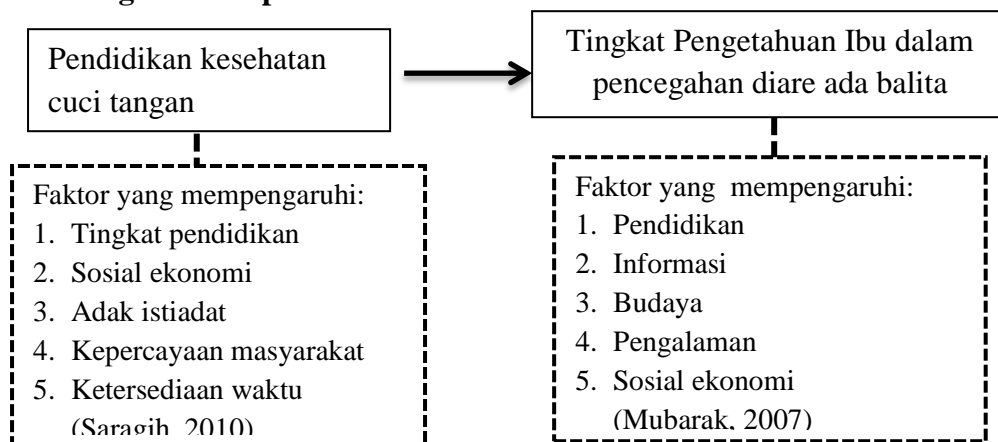 Pendidikan kesehatan
cuci tangan
Tingkat Pengetahuan Ibu dalam
pencegahan diare ada balita
Faktor yang mempengaruhi:
1. Tingkat pendidikan
2. Sosial ekonomi
3. Adak istiadat
4. Kepercayaan masyarakat
5. Ketersediaan waktu
(Saragih, 2010)
Faktor yang mempengaruhi:
1. Pendidikan
2. Informasi
3. Budaya
4. Pengalaman
5. Sosial ekonomi
(Mubarak, 2007)